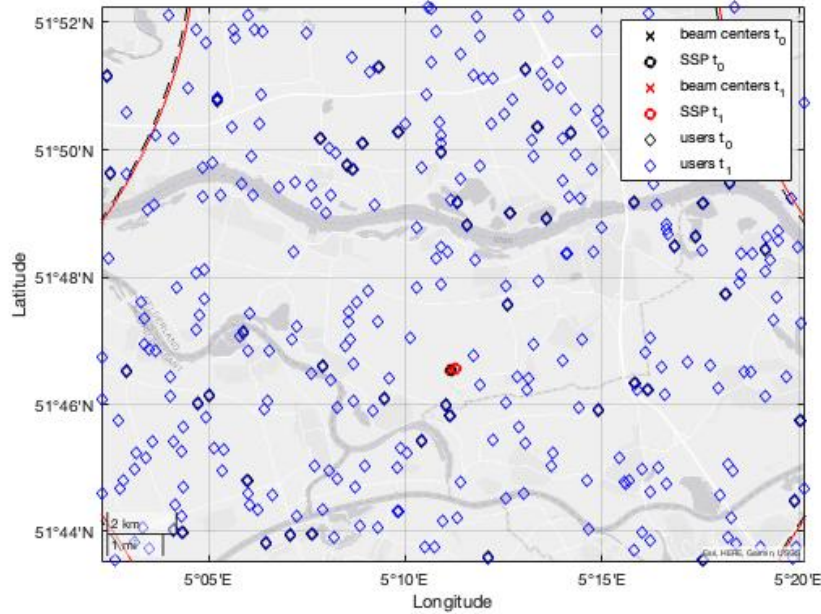 51°52'N
51°50'N
51°48'N
51°46'N
51°44'N
Latitude
5°05'E
5°10'E
5°15'E
5°20'E
Longitude
beam centers t0
SSP t0
beam centers t1
SSP t1
users t0
users t1
2 km
1 mi
Esri, HERE, Garmin, USGS